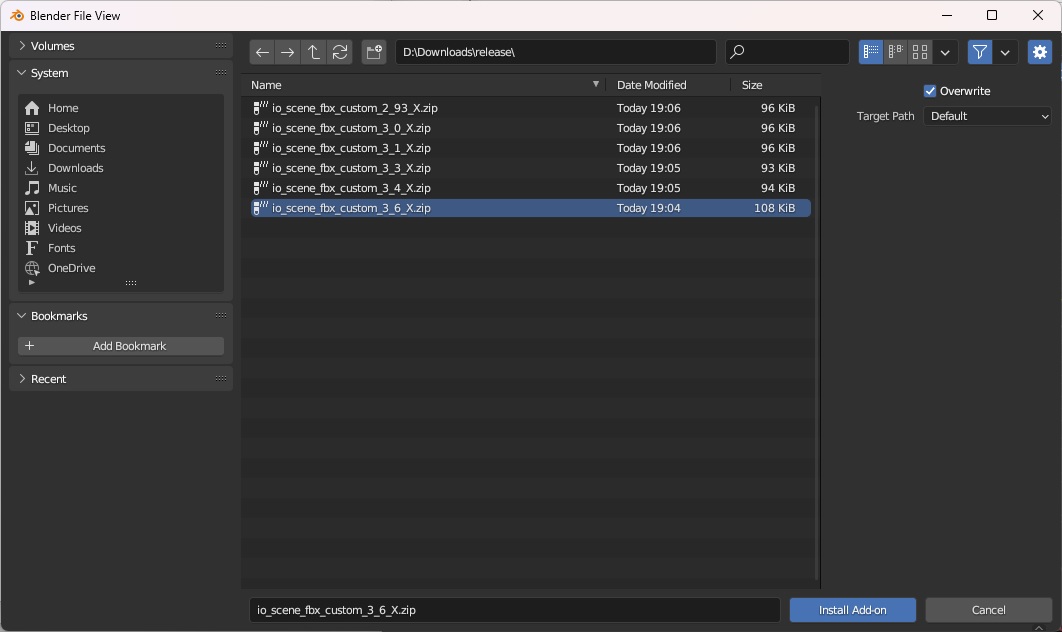 Blender File View
Volumes
System
Home
Desktop
Documents
Downloads
Music
Pictures
Videos
Fonts
OneDrive
Bookmarks
Add Bookmark
Recent
D:\Downloads\release\
Name Date Modified Size
io_scene_fbx_custom_2_93_X.zip Today 19:06 96 KiB
io_scene_fbx_custom_3_0_X.zip Today 19:06 96 KiB
io_scene_fbx_custom_3_1_X.zip Today 19:06 96 KiB
io_scene_fbx_custom_3_3_X.zip Today 19:05 93 KiB
io_scene_fbx_custom_3_4_X.zip Today 19:05 94 KiB
io_scene_fbx_custom_3_6_X.zip Today 19:04 108 KiB
Overwrite
Target Path Default
io_scene_fbx_custom_3_6_X.zip
Install Add-on Cancel